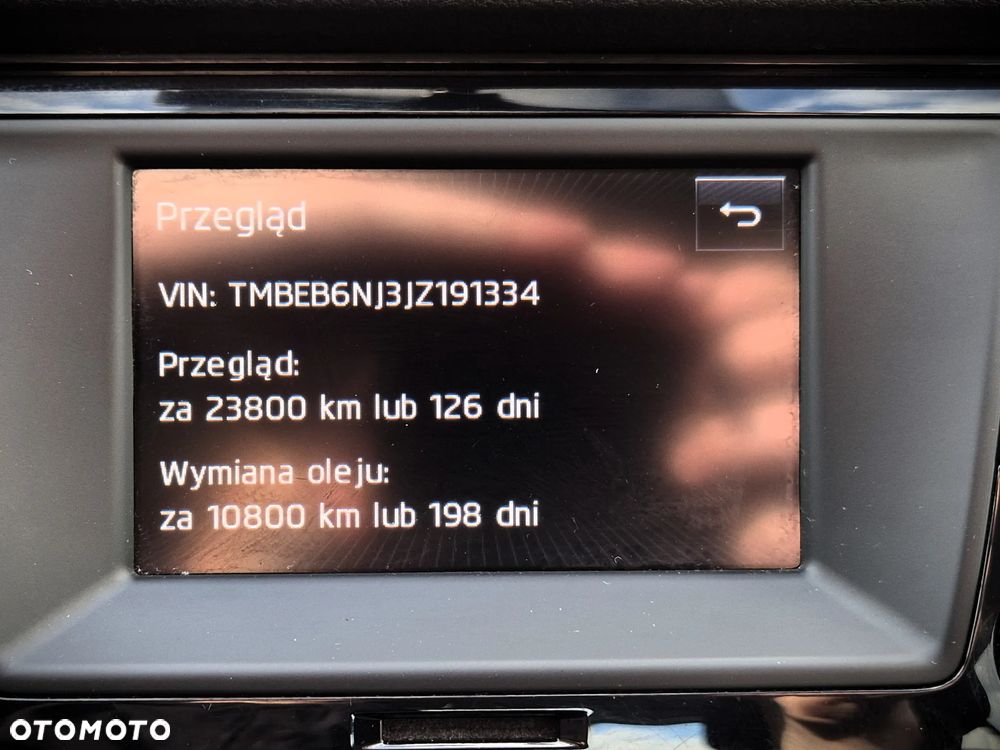 Przegląd
VIN: TMBEB6NJ3JZ191334
Przegląd:
za 23800 km lub 126 dni
Wymiana oleju:
za 10800 km lub 198 dni
OTOMOTO